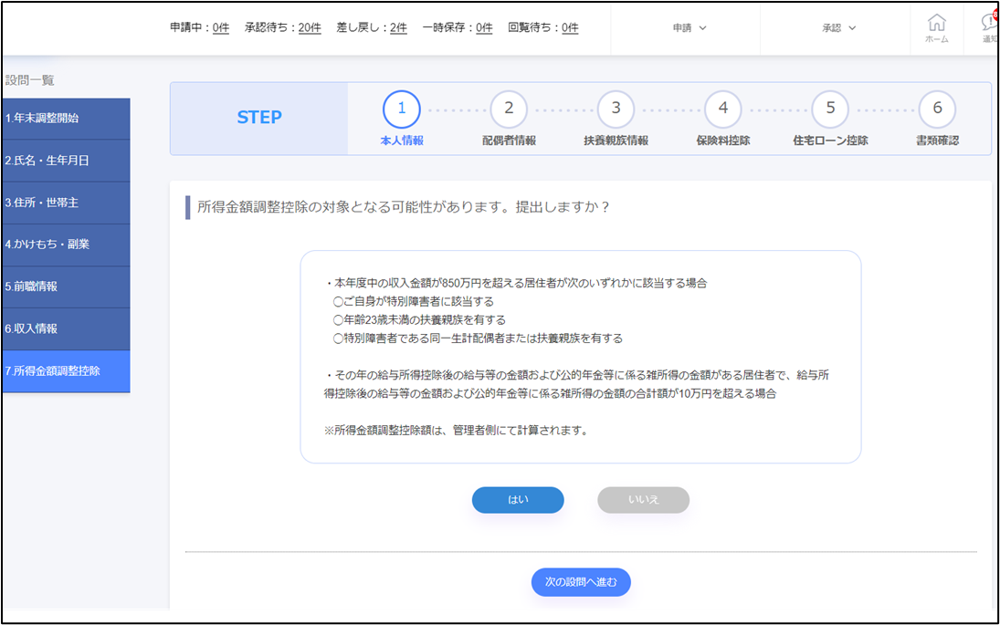 申請中：0件 承認待ち：20件 差し戻し：2件 一時保存：0件 回覧待ち：0件 申請 承認 ホーム 通知
設問一覧
1.年末調整開始
2.氏名・生年月日
3.住所・世帯主
4.かけもち・副業
5.前職情報
6.収入情報
7.所得金額調整控除
STEP
1 2 3 4 5 6
本人情報 配偶者情報 扶養親族情報 保険料控除 住宅ローン控除 書類確認
所得金額調整控除の対象となる可能性があります。提出しますか？
・本年度中の収入金額が850万円を超える居住者が次のいずれかに該当する場合
〇ご自身が特別障害者に該当する
〇年齢23歳未満の扶養親族を有する
〇特別障害者である同一生計配偶者または扶養親族を有する
・その年の給与所得控除後の給与等の金額および公的年金等に係る雑所得の金額がある居住者で、給与所
得控除後の給与等の金額および公的年金等に係る雑所得の金額の合計額が10万円を超える場合
※所得金額調整控除額は、管理者側にて計算されます。
はい いいえ
次の設問へ進む